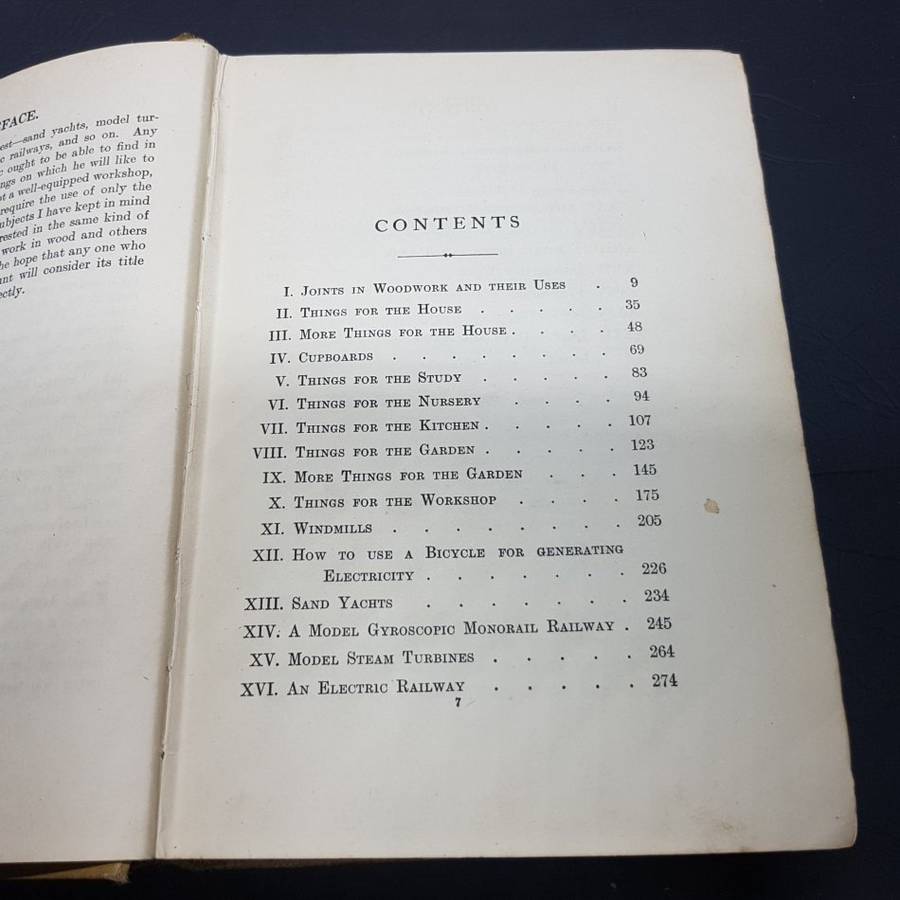 FACE.
est—sand yachts, model tur-
c railways, and so on. Any
ought to be able to find in
ngs on which he will like to
t a well-equipped workshop,
require the use of only the
ubjects I have kept in mind
rested in the same kind of
work in wood and others
he hope that any one who
nt will consider its title
ectly.
CONTENTS
I. JOINTS IN WOODWORK AND THEIR USES . 9
II. THINGS FOR THE HOUSE . . . . . 35
III. MORE THINGS FOR THE HOUSE . . . . 48
IV. CUPBOARDS . . . . . . . 69
V. THINGS FOR THE STUDY . . . . . 83
VI. THINGS FOR THE NURSERY . . . . 94
VII. THINGS FOR THE KITCHEN . . . . . 107
VIII. THINGS FOR THE GARDEN . . . . . 123
IX. MORE THINGS FOR THE GARDEN . . . 145
X. THINGS FOR THE WORKSHOP . . . . 175
XI. WINDMILLS . . . . . . . . 205
XII. HOW TO USE A BICYCLE FOR GENERATING
ELECTRICITY . . . . . . . 226
XIII. SAND YACHTS . . . . . . . 234
XIV. A MODEL GYROSCOPIC MONORAIL RAILWAY . 245
XV. MODEL STEAM TURBINES . . . . . 264
XVI. AN ELECTRIC RAILWAY . . . . . 274
7